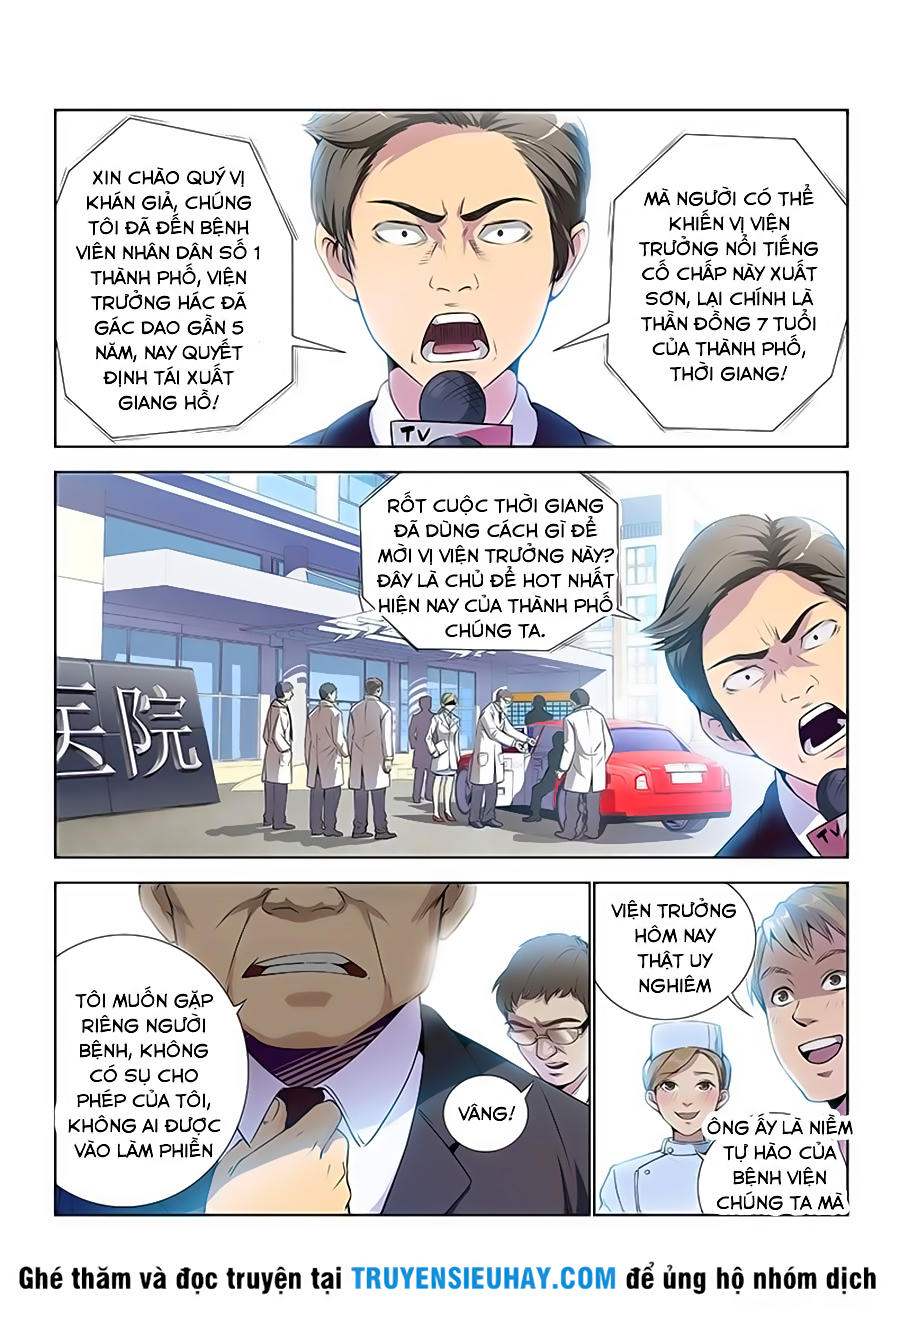 XIN CHÀO QUÝ VỊ
KHÁN GIẢ, CHÚNG
TÔI ĐÃ ĐẾN BỆNH
VIÊN NHÂN DÂN SỐ 1
THÀNH PHỐ, VIỆN
TRƯỞNG HÁC ĐÃ
GÁC DAO GẦN 5
NĂM, NAY QUYẾT
ĐỊNH TÁI XUẤT
GIANG HỒ!
MÀ NGƯỜI CÓ THỂ
KHIẾN VỊ VIỆN
TRƯỞNG NỔI TIẾNG
CỐ CHẤP NÀY XUẤT
SƠN, LẠI CHÍNH LÀ
THẦN ĐỒNG 7 TUỔI
CỦA THÀNH PHỐ,
THỜI GIANG!
TV
RỐT CUỘC THỜI GIANG
ĐÃ DÙNG CÁCH GÌ ĐỂ
MỜI VỊ VIỆN TRƯỞNG NÀY?
ĐÂY LÀ CHỦ ĐỀ HOT NHẤT
HIỆN NAY CỦA THÀNH PHỐ
CHÚNG TA.
医院
TV
TÔI MUỐN GẶP
RIÊNG NGƯỜI
BỆNH, KHÔNG
CÓ SỰ CHO
PHÉP CỦA TÔI,
KHÔNG AI ĐƯỢC
VÀO LÀM PHIỀN
VÂNG!
VIỆN TRƯỞNG
HÔM NAY
THẬT UY
NGHIÊM
ÔNG ẤY LÀ NIỀM
TỰ HÀO CỦA
BỆNH VIỆN
CHÚNG TA MÀ
Ghé thăm và đọc truyện tại TRUYENSIEUHAY.COM để ủng hộ nhóm dịch